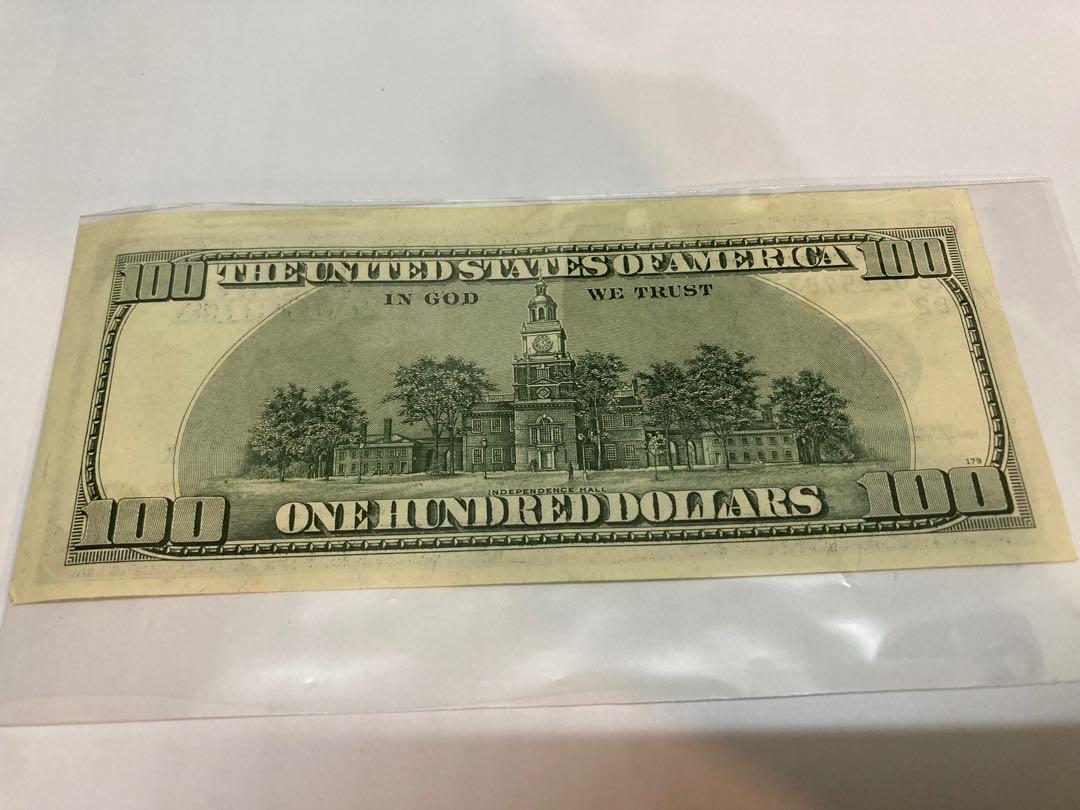 100 THE UNITED STATES OF AMERICA 100
IN GOD WE TRUST
179
INDEPENDENCE HALL
100 ONE HUNDRED DOLLARS 100